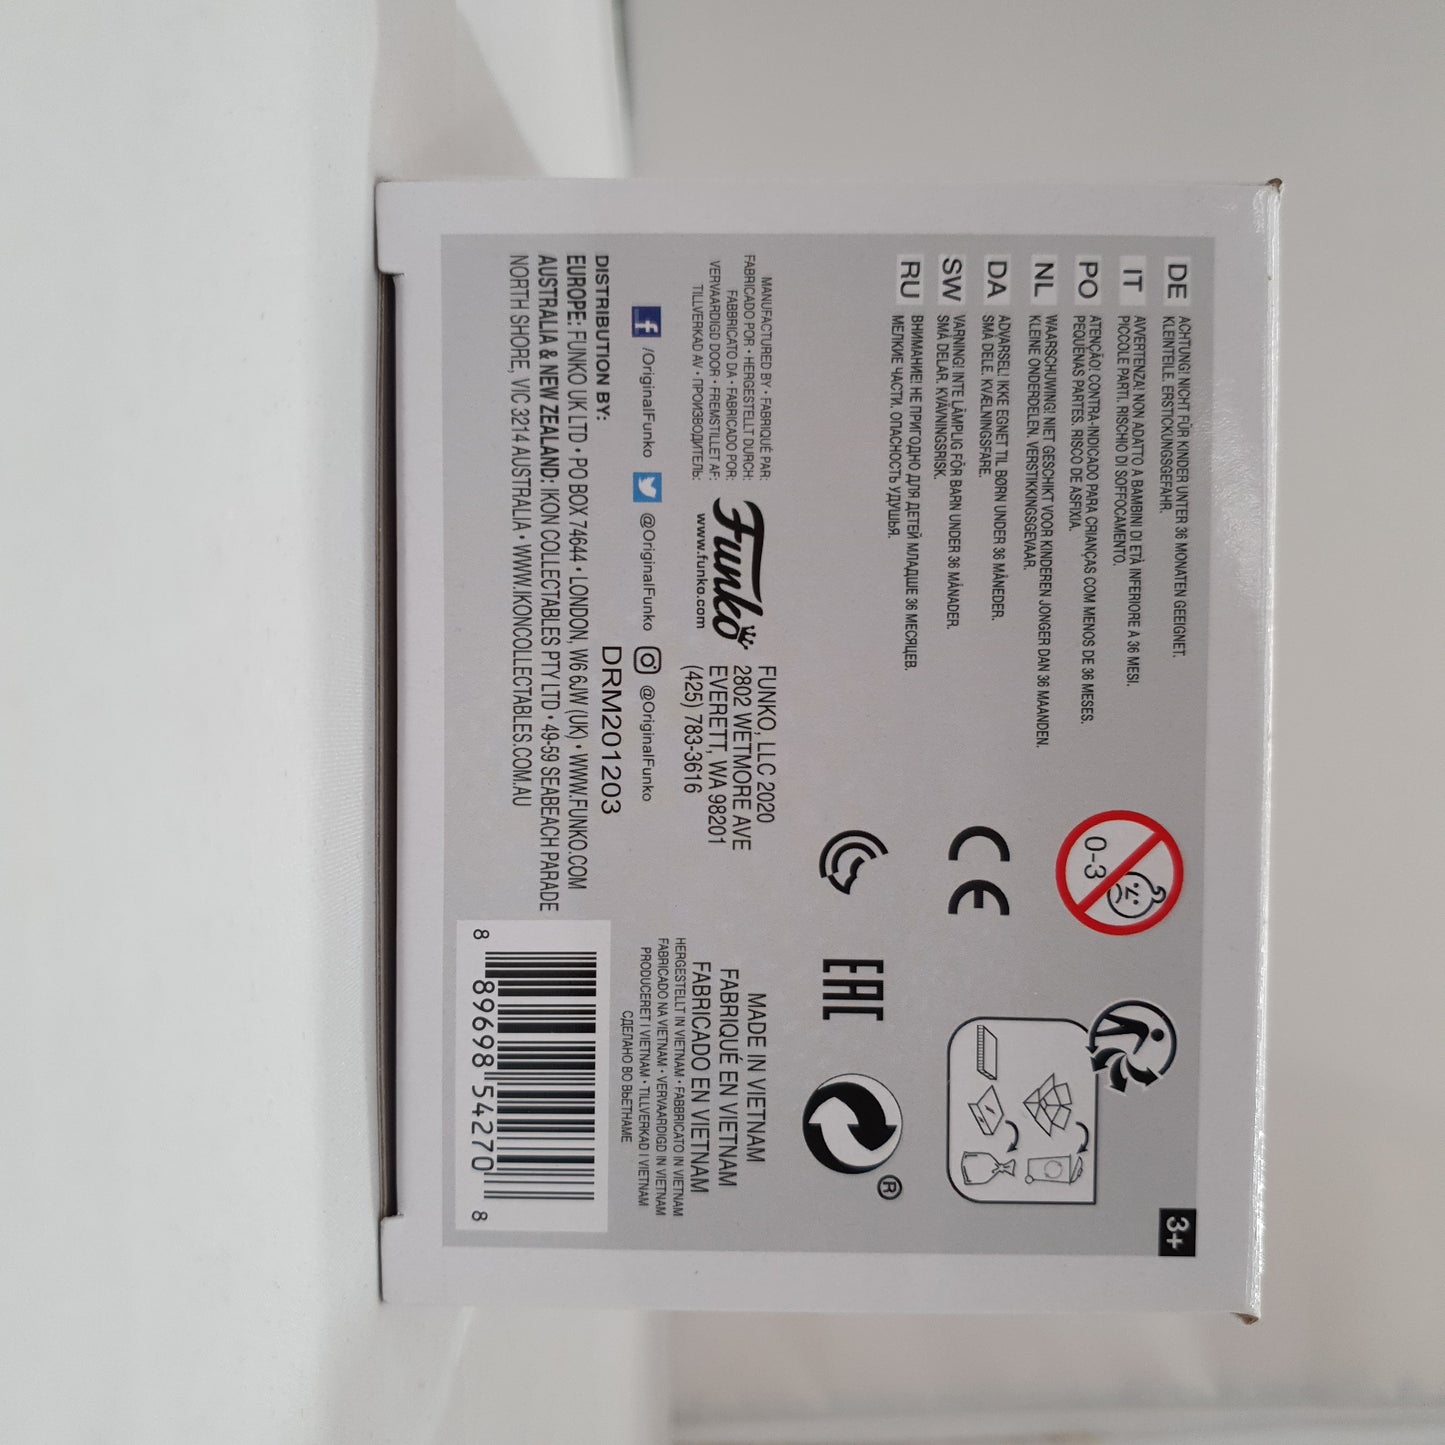 3+
DE ACHTUNG! NICHT FÜR KINDER UNTER 36 MONATEN GEEIGNET.
KLEINTEILE. ERSTICKUNGSGEFAHR.
IT AVVERTENZA! NON ADATTO A BAMBINI DI ETÀ INFERIORE A 36 MESI.
PICCOLE PARTI. RISCHIO DI SOFFOCAMENTO.
PO ATENÇÃO! CONTRA-INDICADO PARA CRIANÇAS COM MENOS DE 36 MESES.
PEQUENAS PARTES. RISCO DE ASFIXIA.
NL WAARSCHUWING! NIET GESCHIKT VOOR KINDEREN JONGER DAN 36 MAANDEN.
KLEINE ONDERDELEN. VERSTIKKINGSGEVAAR.
DA ADVARSEL! IKKE EGNET TIL BØRN UNDER 36 MÅNEDER.
SMÅ DELE. KVÆLNINGSFARE.
SW VARNING! INTE LÄMPLIG FÖR BARN UNDER 36 MÅNADER.
SMÅ DELAR. KVÄVNINGSRISK.
RU ВНИМАНИЕ! НЕ ПРИГОДНО ДЛЯ ДЕТЕЙ МЛАДШЕ 36 МЕСЯЦЕВ.
МЕЛКИЕ ЧАСТИ. ОПАСНОСТЬ УДУШЬЯ.
0-3
CE
EAC
®
MANUFACTURED BY • FABRIQUÉ PAR:
FABRICADO POR • HERGESTELLT DURCH:
FABBRICATO DA • FABRICADO POR:
VERVAARDIGD DOOR • FREMSTILLET AF:
TILLVERKAD AV • ПРОИЗВОДИТЕЛЬ:
Funko
www.funko.com
FUNKO, LLC 2020
2802 WETMORE AVE
EVERETT, WA 98201
(425) 783-3616
MADE IN VIETNAM
FABRIQUÉ EN VIETNAM
FABRICADO EN VIETNAM
HERGESTELLT IN VIETNAM • FABBRICATO IN VIETNAM
FABRICADO NA VIETNAM • VERVAARDIGD IN VIETNAM
PRODUCERET I VIETNAM • TILLVERKAD I VIETNAM
СДЕЛАНО ВО ВЬЕТНАМЕ
f /OriginalFunko @OriginalFunko @OriginalFunko
DRM201203
DISTRIBUTION BY:
EUROPE: FUNKO UK LTD • PO BOX 74644 • LONDON, W6 6JW (UK) • WWW.FUNKO.COM
AUSTRALIA & NEW ZEALAND: IKON COLLECTABLES PTY LTD • 49-59 SEABEACH PARADE
NORTH SHORE, VIC 3214 AUSTRALIA • WWW.IKONCOLLECTABLES.COM.AU
8 89698 54270 8